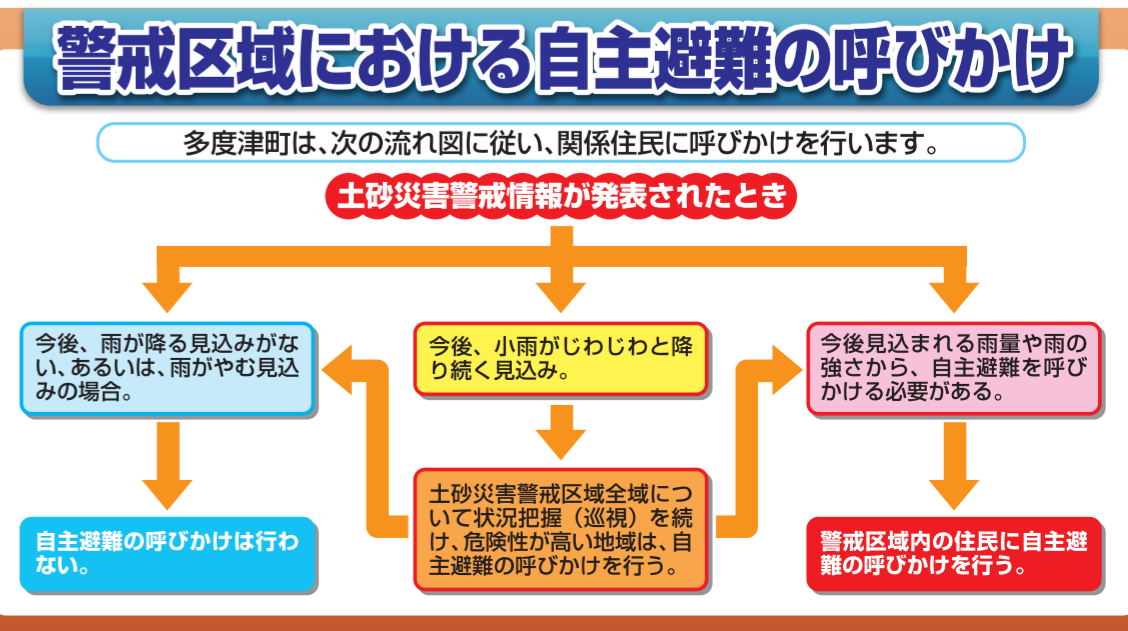 警戒区域における自主避難の呼びかけ
多度津町は、次の流れ図に従い、関係住民に呼びかけを行います。
土砂災害警戒情報が発表されたとき
今後、雨が降る見込みがな
い、あるいは、雨がやむ見込
みの場合。
今後、小雨がじわじわと降
り続く見込み。
今後見込まれる雨量や雨の
強さから、自主避難を呼び
かける必要がある。
自主避難の呼びかけは行わ
ない。
土砂災害警戒区域全域につ
いて状況把握（巡視）を続
け、危険性が高い地域は、自
主避難の呼びかけを行う。
警戒区域内の住民に自主避
難の呼びかけを行う。